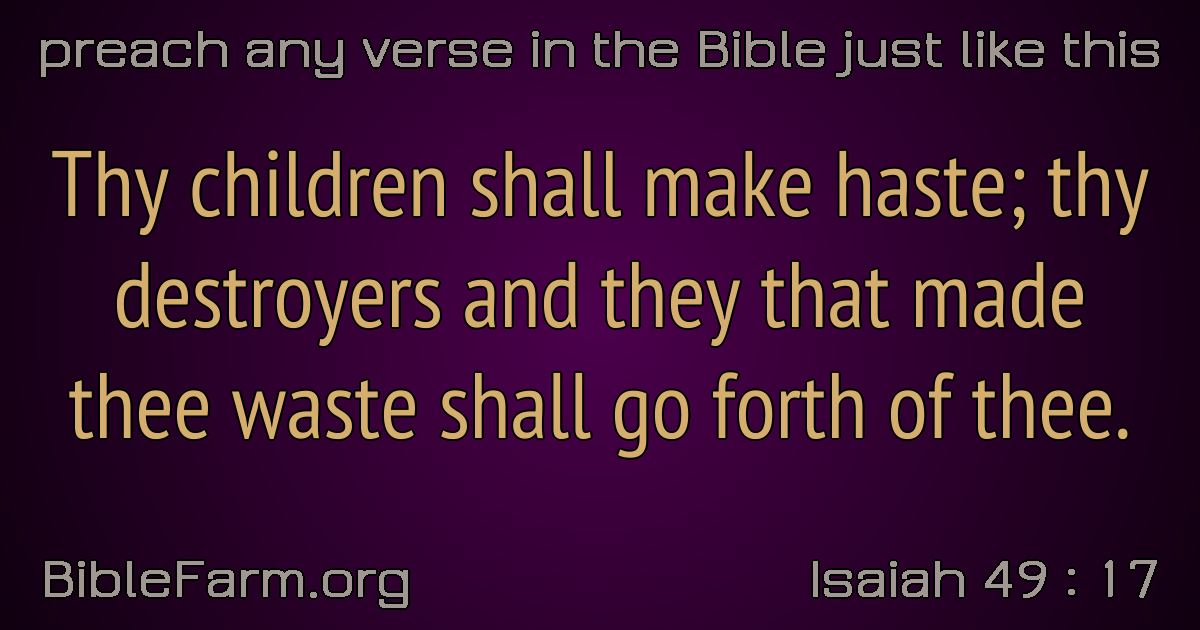 preach any verse in the Bible just like this
Thy children shall make haste; thy
destroyers and they that made
thee waste shall go forth of thee.
BibleFarm.org
Isaiah 49 : 17